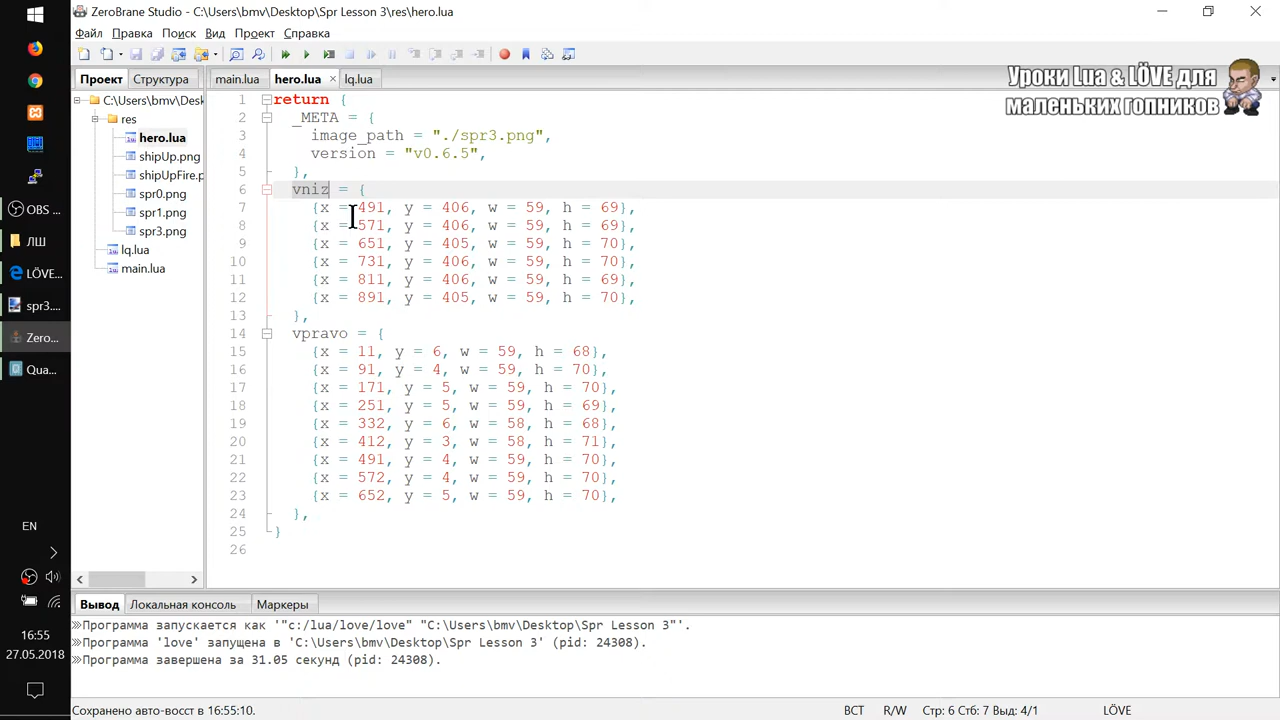 ZeroBrane Studio - C:\Users\bmv\Desktop\Spr Lesson 3\res\hero.lua
Файл Правка Поиск Вид Проект Справка
Проект Структура
main.lua hero.lua lq.lua
Уроки Lua & LÖVE для
маленьких гопников
C:\Users\bmv\Desk
res
hero.lua
shipUp.png
shipUpFire.p
spr0.png
spr1.png
spr3.png
lq.lua
main.lua
1 return {
2 _META = {
3 image_path = "./spr3.png",
4 version = "v0.6.5",
5 },
6 vniz = {
7 {x = 491, y = 406, w = 59, h = 69},
8 {x = 571, y = 406, w = 59, h = 69},
9 {x = 651, y = 405, w = 59, h = 70},
10 {x = 731, y = 406, w = 59, h = 70},
11 {x = 811, y = 406, w = 59, h = 69},
12 {x = 891, y = 405, w = 59, h = 70},
13 },
14 vpravo = {
15 {x = 11, y = 6, w = 59, h = 68},
16 {x = 91, y = 4, w = 59, h = 70},
17 {x = 171, y = 5, w = 59, h = 70},
18 {x = 251, y = 5, w = 59, h = 69},
19 {x = 332, y = 6, w = 58, h = 68},
20 {x = 412, y = 3, w = 58, h = 71},
21 {x = 491, y = 4, w = 59, h = 70},
22 {x = 572, y = 4, w = 59, h = 70},
23 {x = 652, y = 5, w = 59, h = 70},
24 },
25 }
26
OBS ...
ЛШ
LÖVE...
spr3....
Zero...
Qua...
EN
16:55
27.05.2018
Вывод Локальная консоль Маркеры
Программа запускается как '"c:/lua/love/love" "C:\Users\bmv\Desktop\Spr Lesson 3"'.
Программа 'love' запущена в 'C:\Users\bmv\Desktop\Spr Lesson 3' (pid: 24308).
Программа завершена за 31.05 секунд (pid: 24308).
Сохранено авто-восст в 16:55:10. ВСТ R/W Стр: 6 Стб: 7 Выд: 4/1 LÖVE